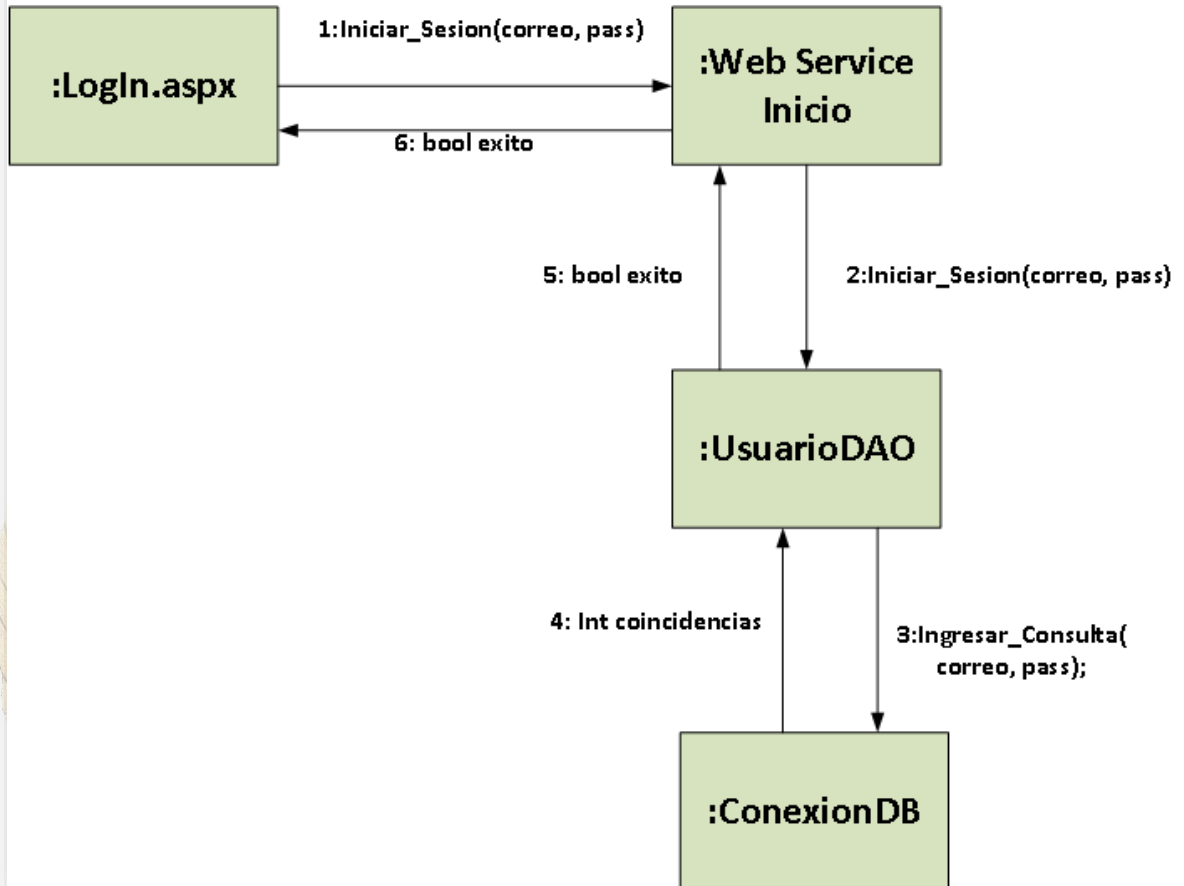 1:Iniciar_Sesion(correo, pass)
:LogIn.aspx
:Web Service
Inicio
6: bool exito
5: bool exito
2:Iniciar_Sesion(correo, pass)
:UsuarioDAO
4: Int coincidencias
3:Ingresar_Consulta(
correo, pass);
:ConexionDB